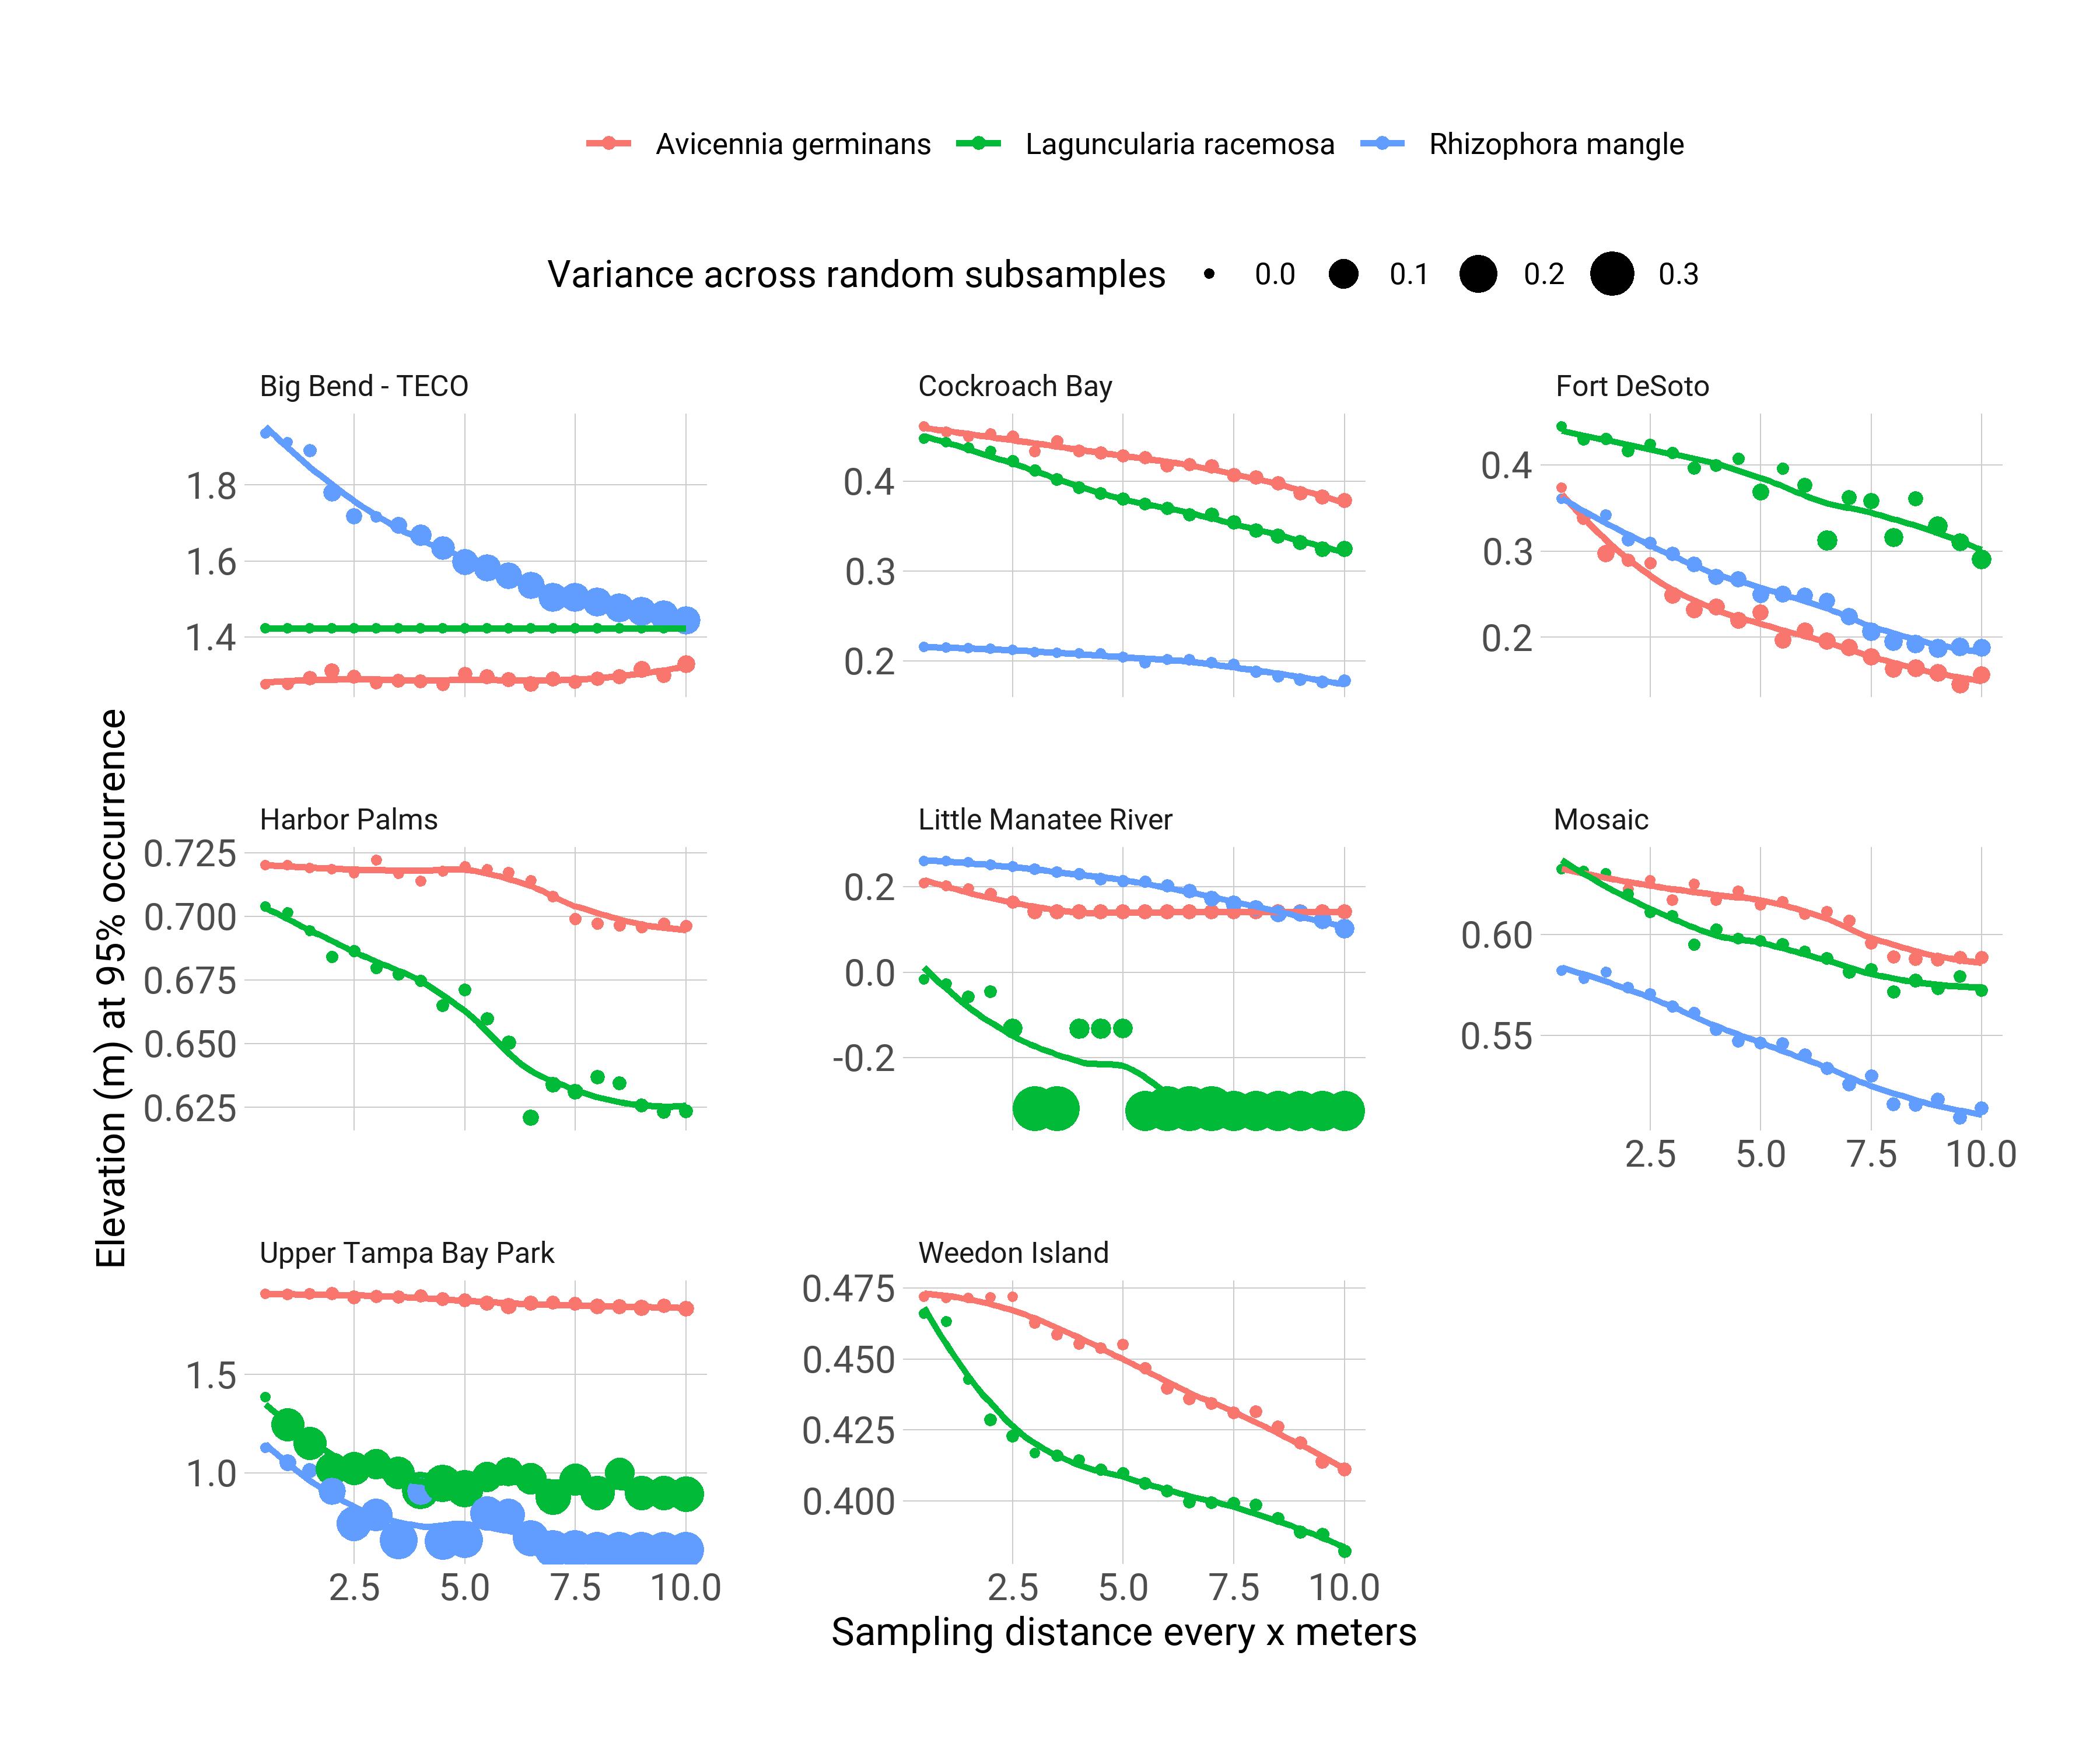 Avicennia germinans Laguncularia racemosa Rhizophora mangle
Variance across random subsamples 0.0 0.1 0.2 0.3
Elevation (m) at 95% occurrence
Big Bend - TECO
1.8
1.6
1.4
Cockroach Bay
0.4
0.3
0.2
Fort DeSoto
0.4
0.3
0.2
Harbor Palms
0.725
0.700
0.675
0.650
0.625
Little Manatee River
0.2
0.0
-0.2
Mosaic
0.60
0.55
2.5 5.0 7.5 10.0
Upper Tampa Bay Park
1.5
1.0
2.5 5.0 7.5 10.0
Weedon Island
0.475
0.450
0.425
0.400
2.5 5.0 7.5 10.0
Sampling distance every x meters